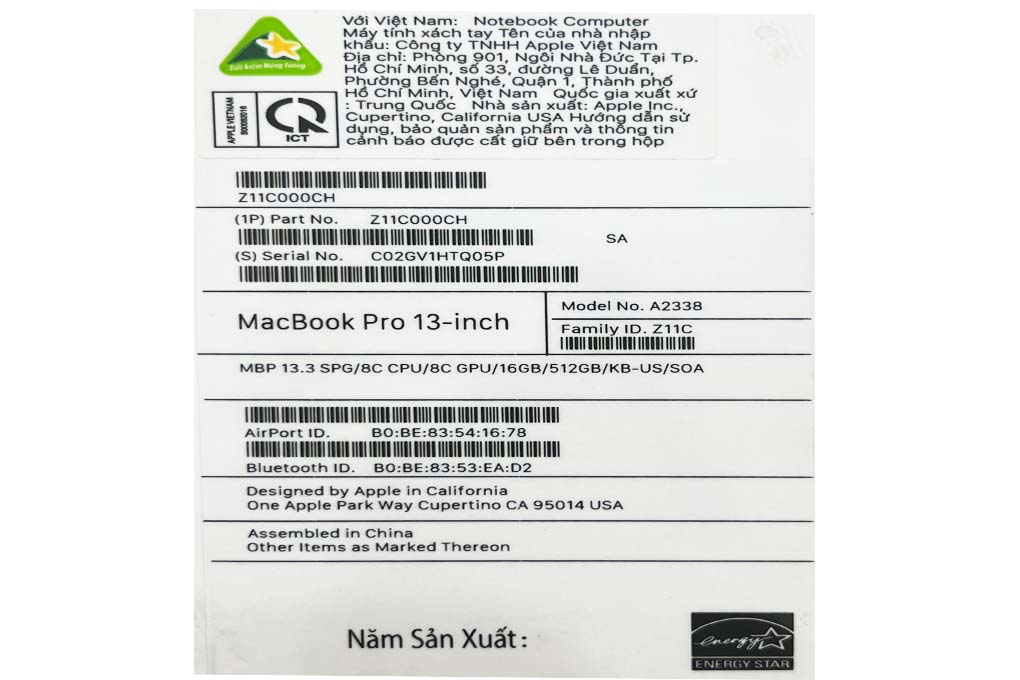 Với Việt Nam: Notebook Computer
Máy tính xách tay Tên của nhà nhập
khẩu: Công ty TNHH Apple Việt Nam
Địa chỉ: Phòng 901, Ngôi Nhà Đức Tại Tp.
Hồ Chí Minh, số 33, đường Lê Duẩn,
Phường Bến Nghé, Quận 1, Thành phố
Hồ Chí Minh, Việt Nam Quốc gia xuất xứ
: Trung Quốc Nhà sản xuất: Apple Inc.,
Cupertino, California USA Hướng dẫn sử
dụng, bảo quản sản phẩm và thông tin
cảnh báo được cất giữ bên trong hộp
Tiết kiệm Năng lượng
APPLE VIETNAM
ICT
Z11C000CH
(1P) Part No. Z11C000CH
SA
(S) Serial No. C02GV1HTQ05P
MacBook Pro 13-inch
Model No. A2338
Family ID. Z11C
MBP 13.3 SPG/8C CPU/8C GPU/16GB/512GB/KB-US/SOA
AirPort ID. B0:BE:83:54:16:78
Bluetooth ID. B0:BE:83:53:EA:D2
Designed by Apple in California
One Apple Park Way Cupertino CA 95014 USA
Assembled in China
Other Items as Marked Thereon
Năm Sản Xuất:
energy
ENERGY STAR